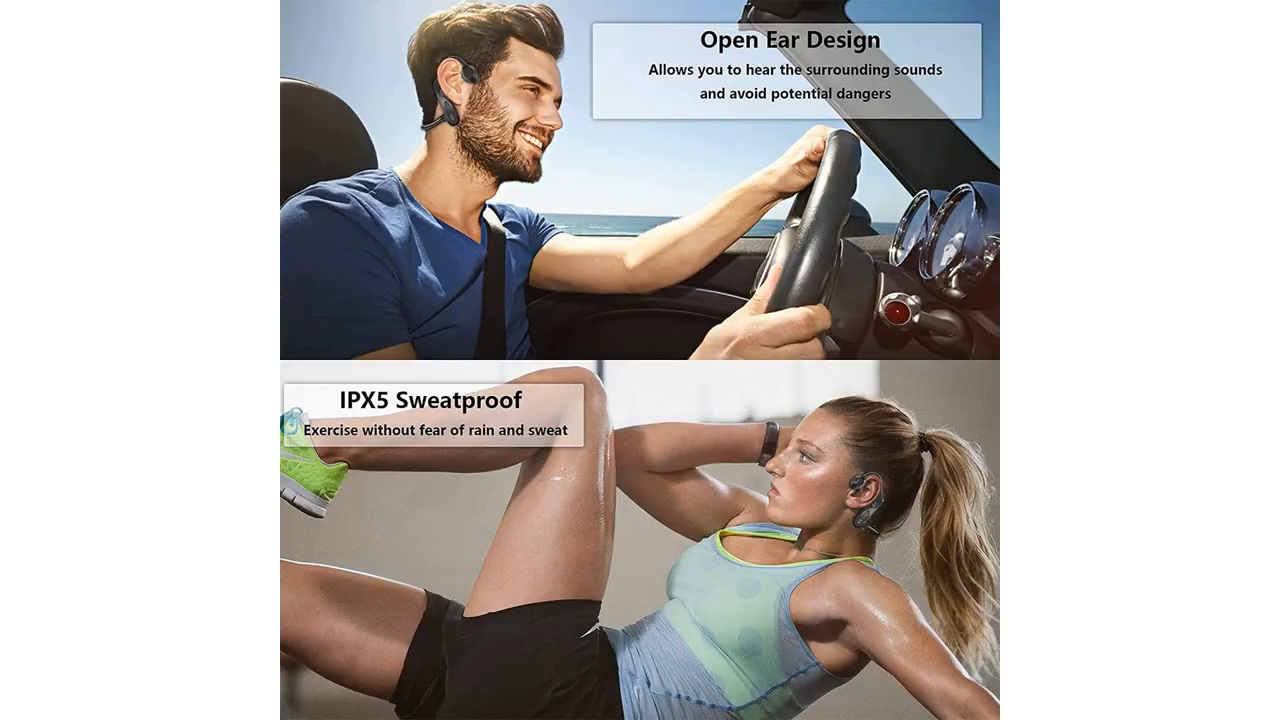 Open Ear Design
Allows you to hear the surrounding sounds
and avoid potential dangers
IPX5 Sweatproof
Exercise without fear of rain and sweat